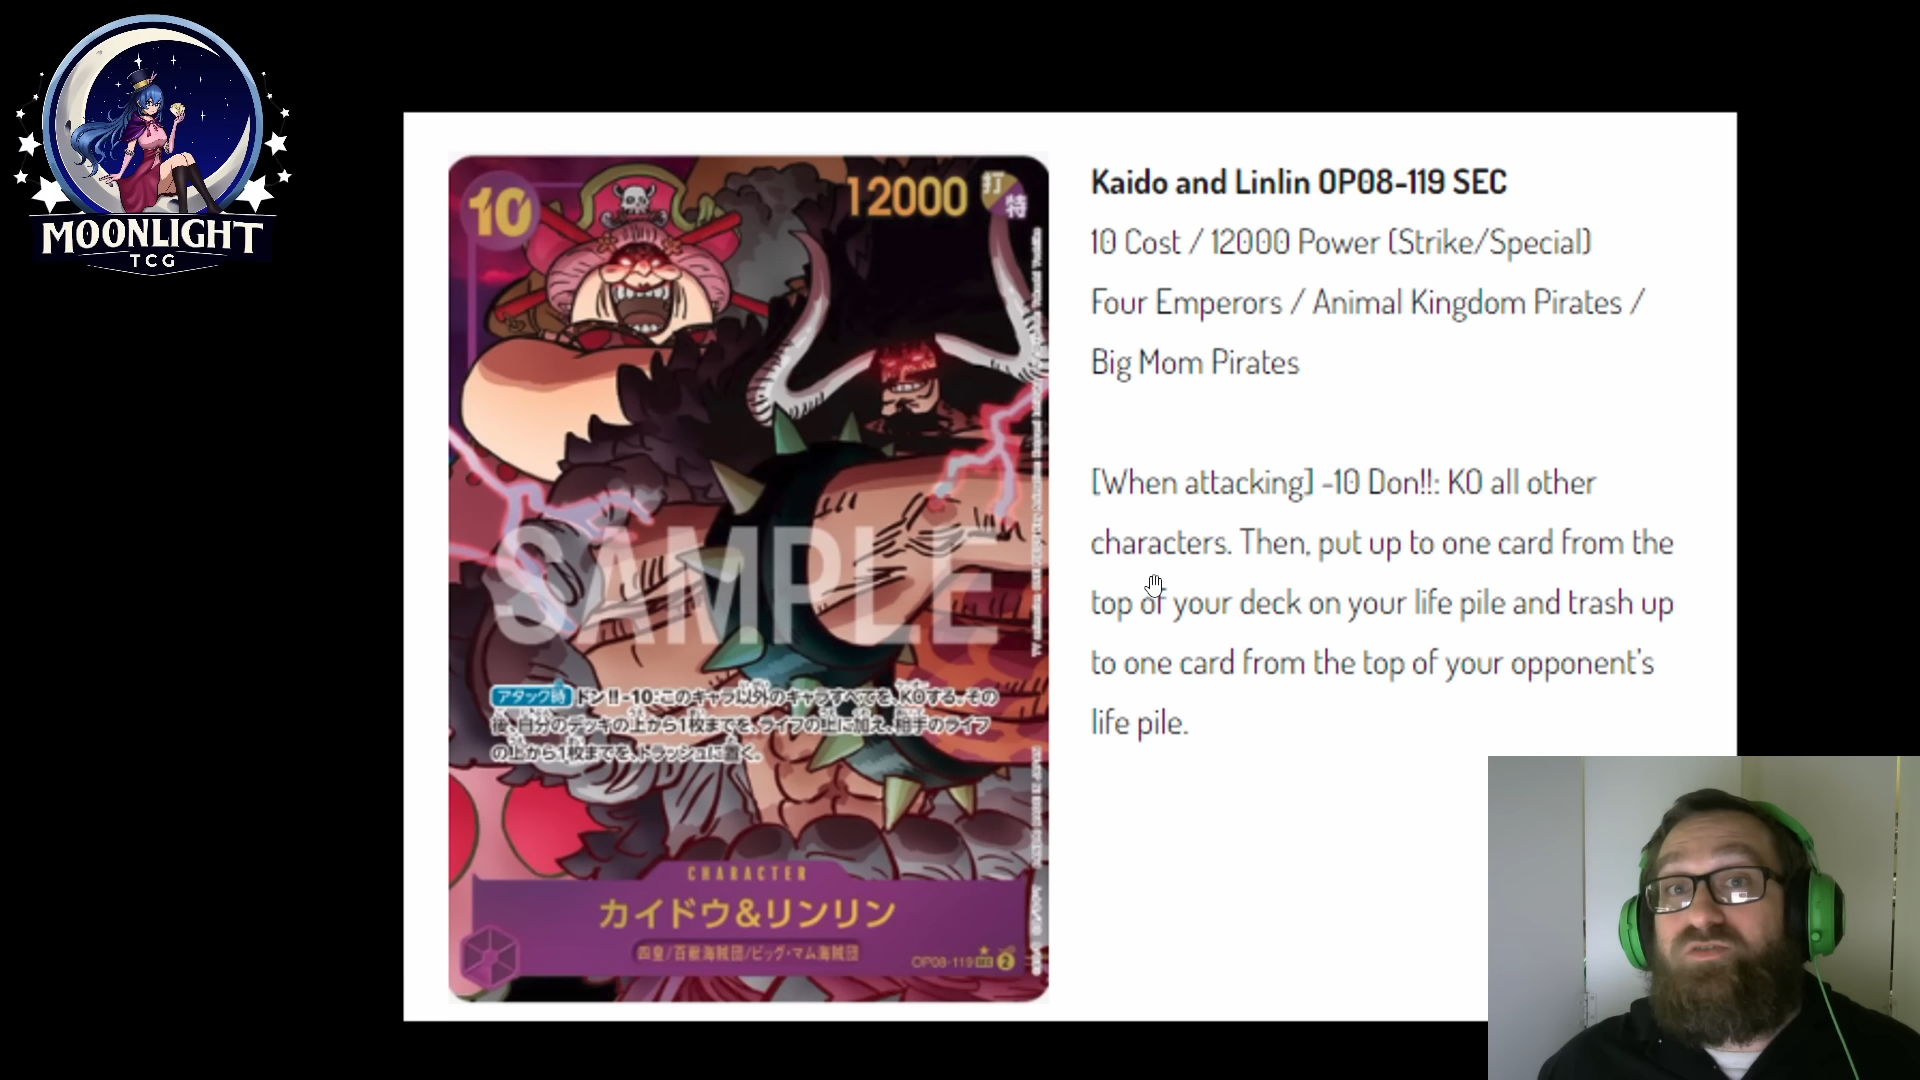 MOONLIGHT
TCG
10
12000
打
特
SAMPLE
アタック時 ドン!!-10:このキャラ以外のキャラすべてを、KOする。その
後、自分のデッキの上から1枚までを、ライフの上に加え、相手のライフ
の上から1枚までを、トラッシュに置く。
CHARACTER
カイドウ&リンリン
四皇/百獣海賊団/ビッグ・マム海賊団
OP08-119 SEC 2
Kaido and Linlin OP08-119 SEC
10 Cost / 12000 Power (Strike/Special)
Four Emperors / Animal Kingdom Pirates /
Big Mom Pirates
[When attacking] -10 Don!!: KO all other
characters. Then, put up to one card from the
top of your deck on your life pile and trash up
to one card from the top of your opponent's
life pile.